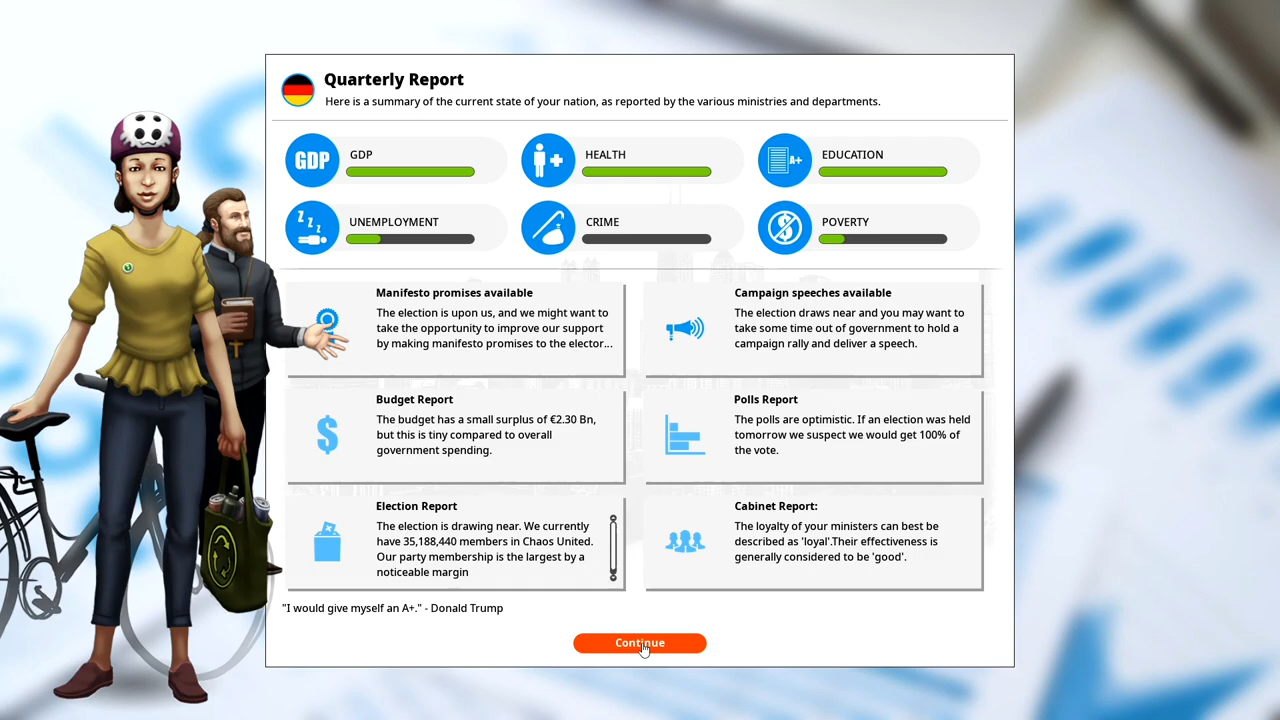 Quarterly Report
Here is a summary of the current state of your nation, as reported by the various ministries and departments.
GDP
GDP
HEALTH
A+
EDUCATION
Z Z Z
UNEMPLOYMENT
CRIME
$
POVERTY
Manifesto promises available
The election is upon us, and we might want to
take the opportunity to improve our support
by making manifesto promises to the elector...
Campaign speeches available
The election draws near and you may want to
take some time out of government to hold a
campaign rally and deliver a speech.
Budget Report
$
The budget has a small surplus of €2.30 Bn,
but this is tiny compared to overall
government spending.
Polls Report
The polls are optimistic. If an election was held
tomorrow we suspect we would get 100% of
the vote.
Election Report
The election is drawing near. We currently
have 35,188,440 members in Chaos United.
Our party membership is the largest by a
noticeable margin
Cabinet Report:
The loyalty of your ministers can best be
described as 'loyal'.Their effectiveness is
generally considered to be 'good'.
"I would give myself an A+." - Donald Trump
Continue